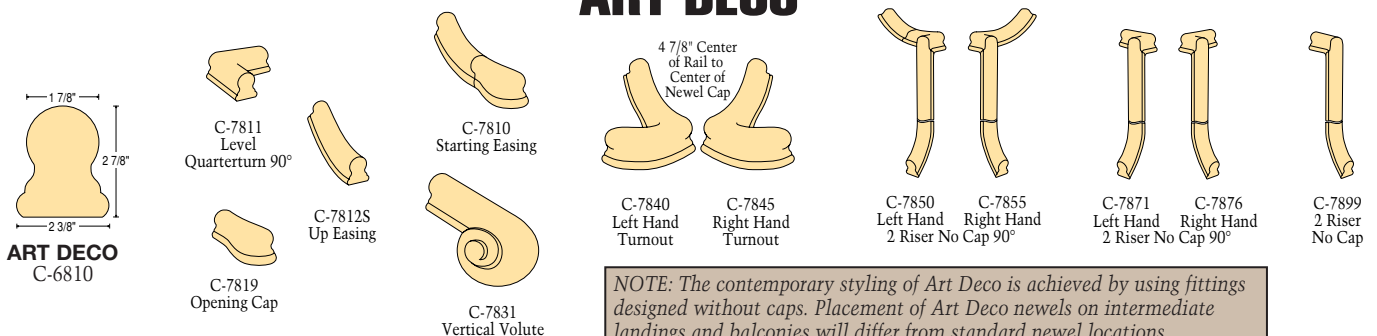 ART DECO
1 7/8"
2 7/8"
2 3/8"
ART DECO
C-6810
C-7811
Level
Quarterturn 90°
C-7819
Opening Cap
C-7812S
Up Easing
C-7810
Starting Easing
C-7831
Vertical Volute
4 7/8" Center
of Rail to
Center of
Newel Cap
C-7840
Left Hand
Turnout
C-7845
Right Hand
Turnout
C-7850
Left Hand
C-7855
Right Hand
2 Riser No Cap 90°
C-7871
Left Hand
C-7876
Right Hand
2 Riser No Cap 90°
C-7899
2 Riser
No Cap
NOTE: The contemporary styling of Art Deco is achieved by using fittings
designed without caps. Placement of Art Deco newels on intermediate
landings and balconies will differ from standard newel locations.